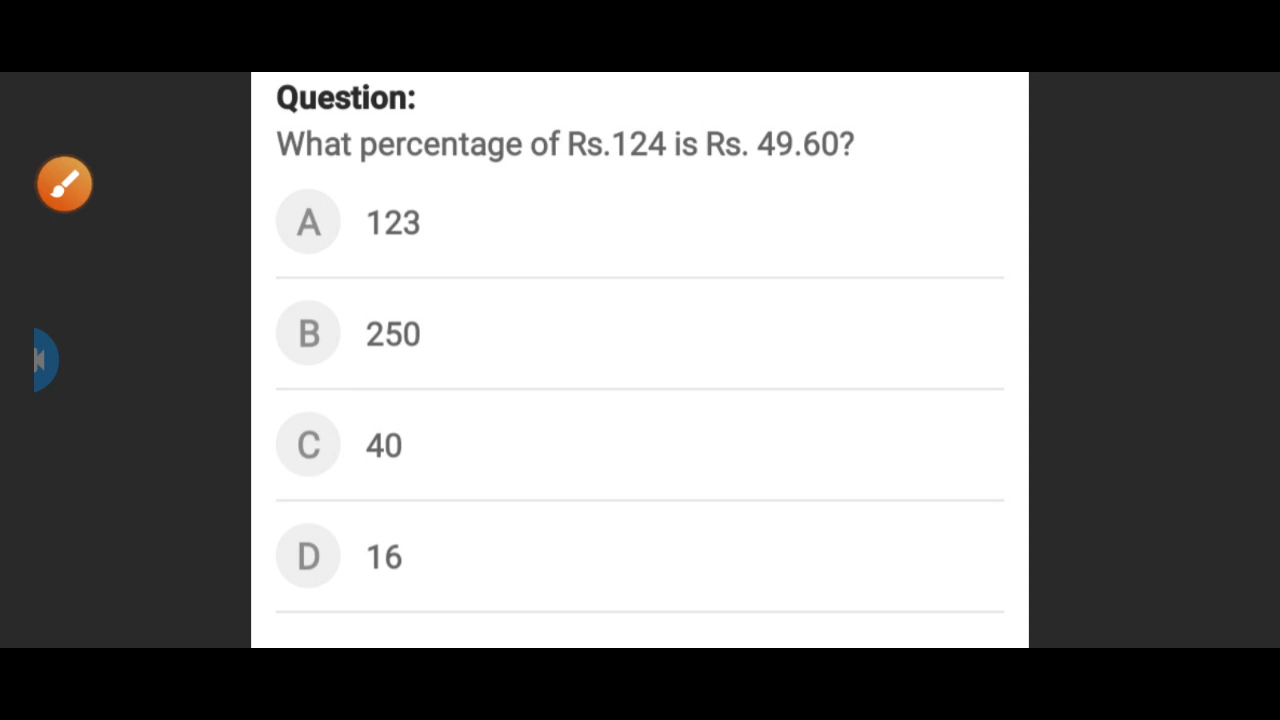 Question:
What percentage of Rs.124 is Rs. 49.60?
A 123
B 250
C 40
D 16